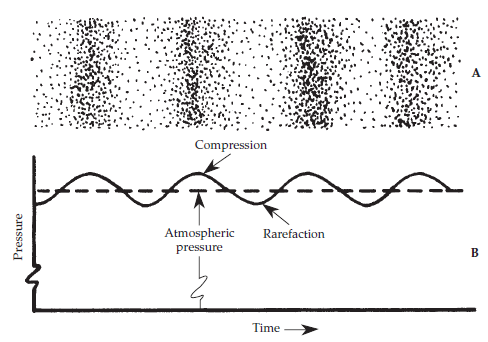 A
Compression
Atmospheric
pressure
Rarefaction
Pressure
B
Time